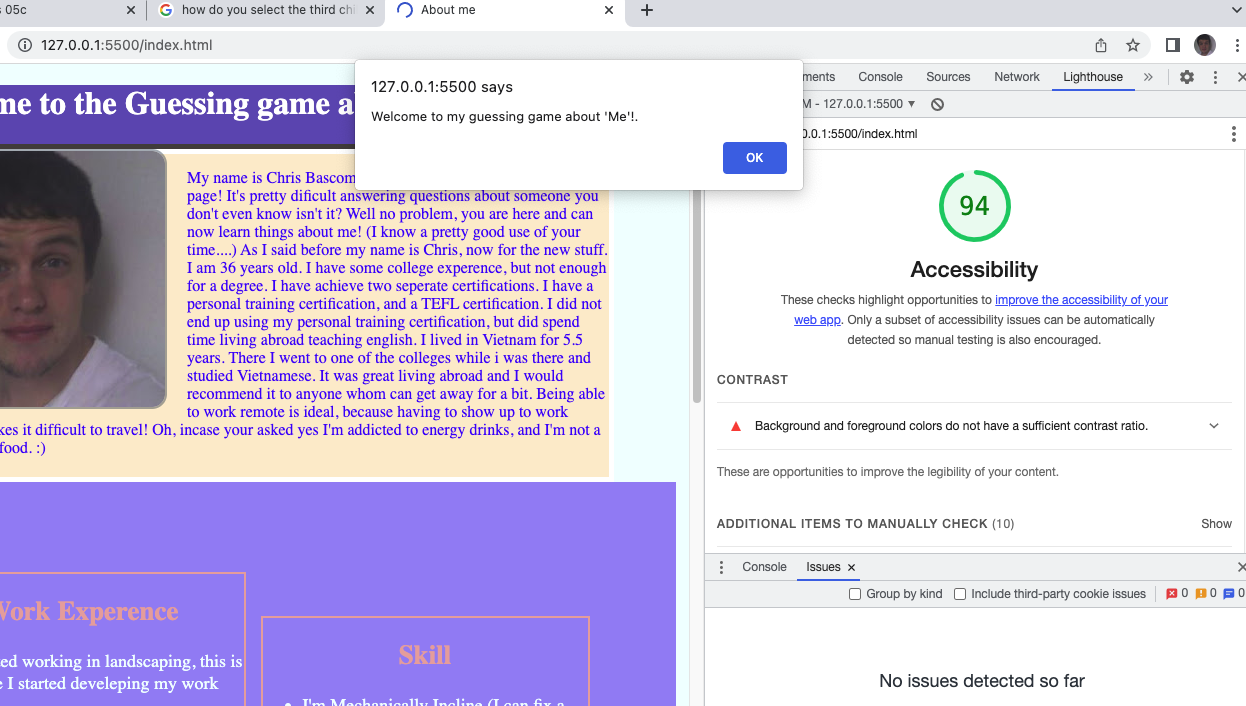 s 05c
how do you select the third chi
About me
127.0.0.1:5500/index.html
me to the Guessing game a
127.0.0.1:5500 says
Welcome to my guessing game about 'Me'!.
OK
ments Console Sources Network Lighthouse
M - 127.0.0.1:5500
0.0.1:5500/index.html
94
Accessibility
These checks highlight opportunities to improve the accessibility of your
web app. Only a subset of accessibility issues can be automatically
detected so manual testing is also encouraged.
CONTRAST
Background and foreground colors do not have a sufficient contrast ratio.
These are opportunities to improve the legibility of your content.
ADDITIONAL ITEMS TO MANUALLY CHECK (10) Show
My name is Chris Bascom
page! It's pretty dificult answering questions about someone you
don't even know isn't it? Well no problem, you are here and can
now learn things about me! (I know a pretty good use of your
time....) As I said before my name is Chris, now for the new stuff.
I am 36 years old. I have some college experence, but not enough
for a degree. I have achieve two seperate certifications. I have a
personal training certification, and a TEFL certification. I did not
end up using my personal training certification, but did spend
time living abroad teaching english. I lived in Vietnam for 5.5
years. There I went to one of the colleges while i was there and
studied Vietnamese. It was great living abroad and I would
recommend it to anyone whom can get away for a bit. Being able
to work remote is ideal, because having to show up to work
kes it difficult to travel! Oh, incase your asked yes I'm addicted to energy drinks, and I'm not a
food. :)
Work Experence
ed working in landscaping, this is
e I started develeping my work
Skill
I'm Mechanically Incline (I can fix a
Console Issues
Group by kind Include third-party cookie issues 0 0 0
No issues detected so far